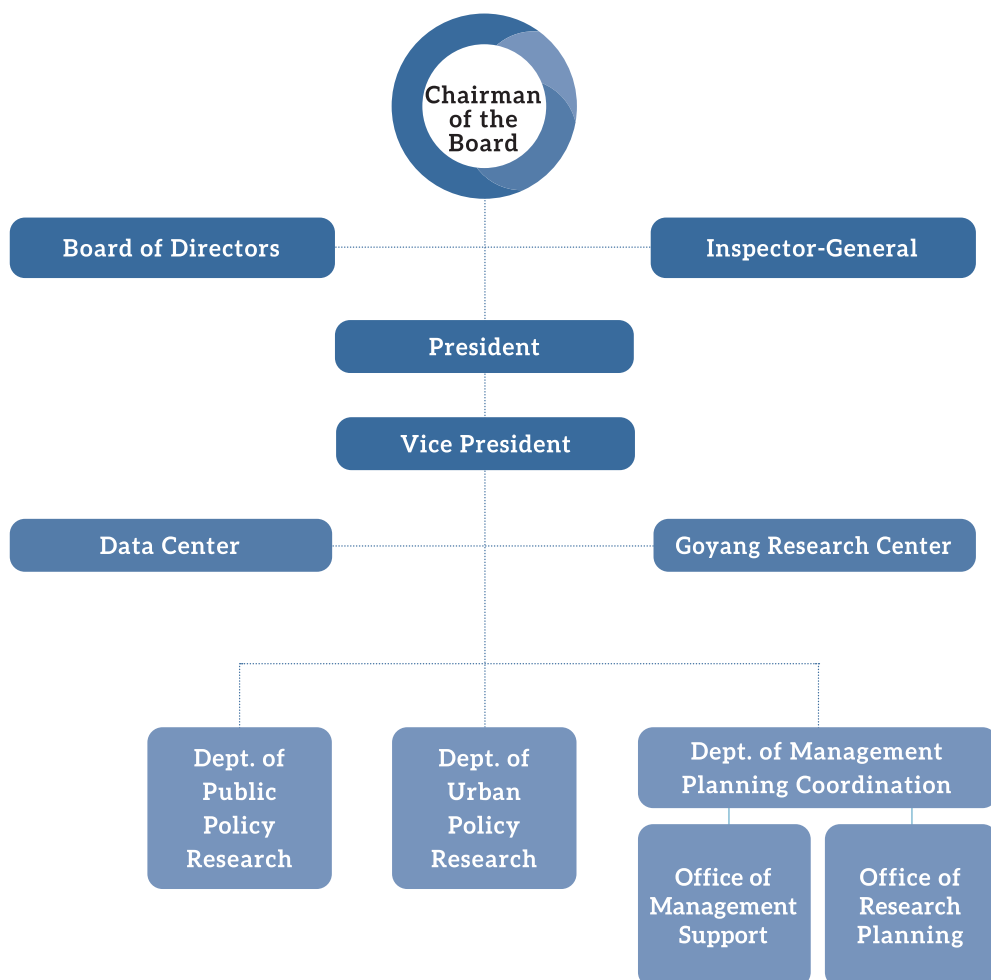 Chairman
of the
Board
Board of Directors
Inspector-General
President
Vice President
Data Center
Goyang Research Center
Dept. of
Public
Policy
Research
Dept. of
Urban
Policy
Research
Dept. of Management
Planning Coordination
Office of
Management
Support
Office of
Research
Planning